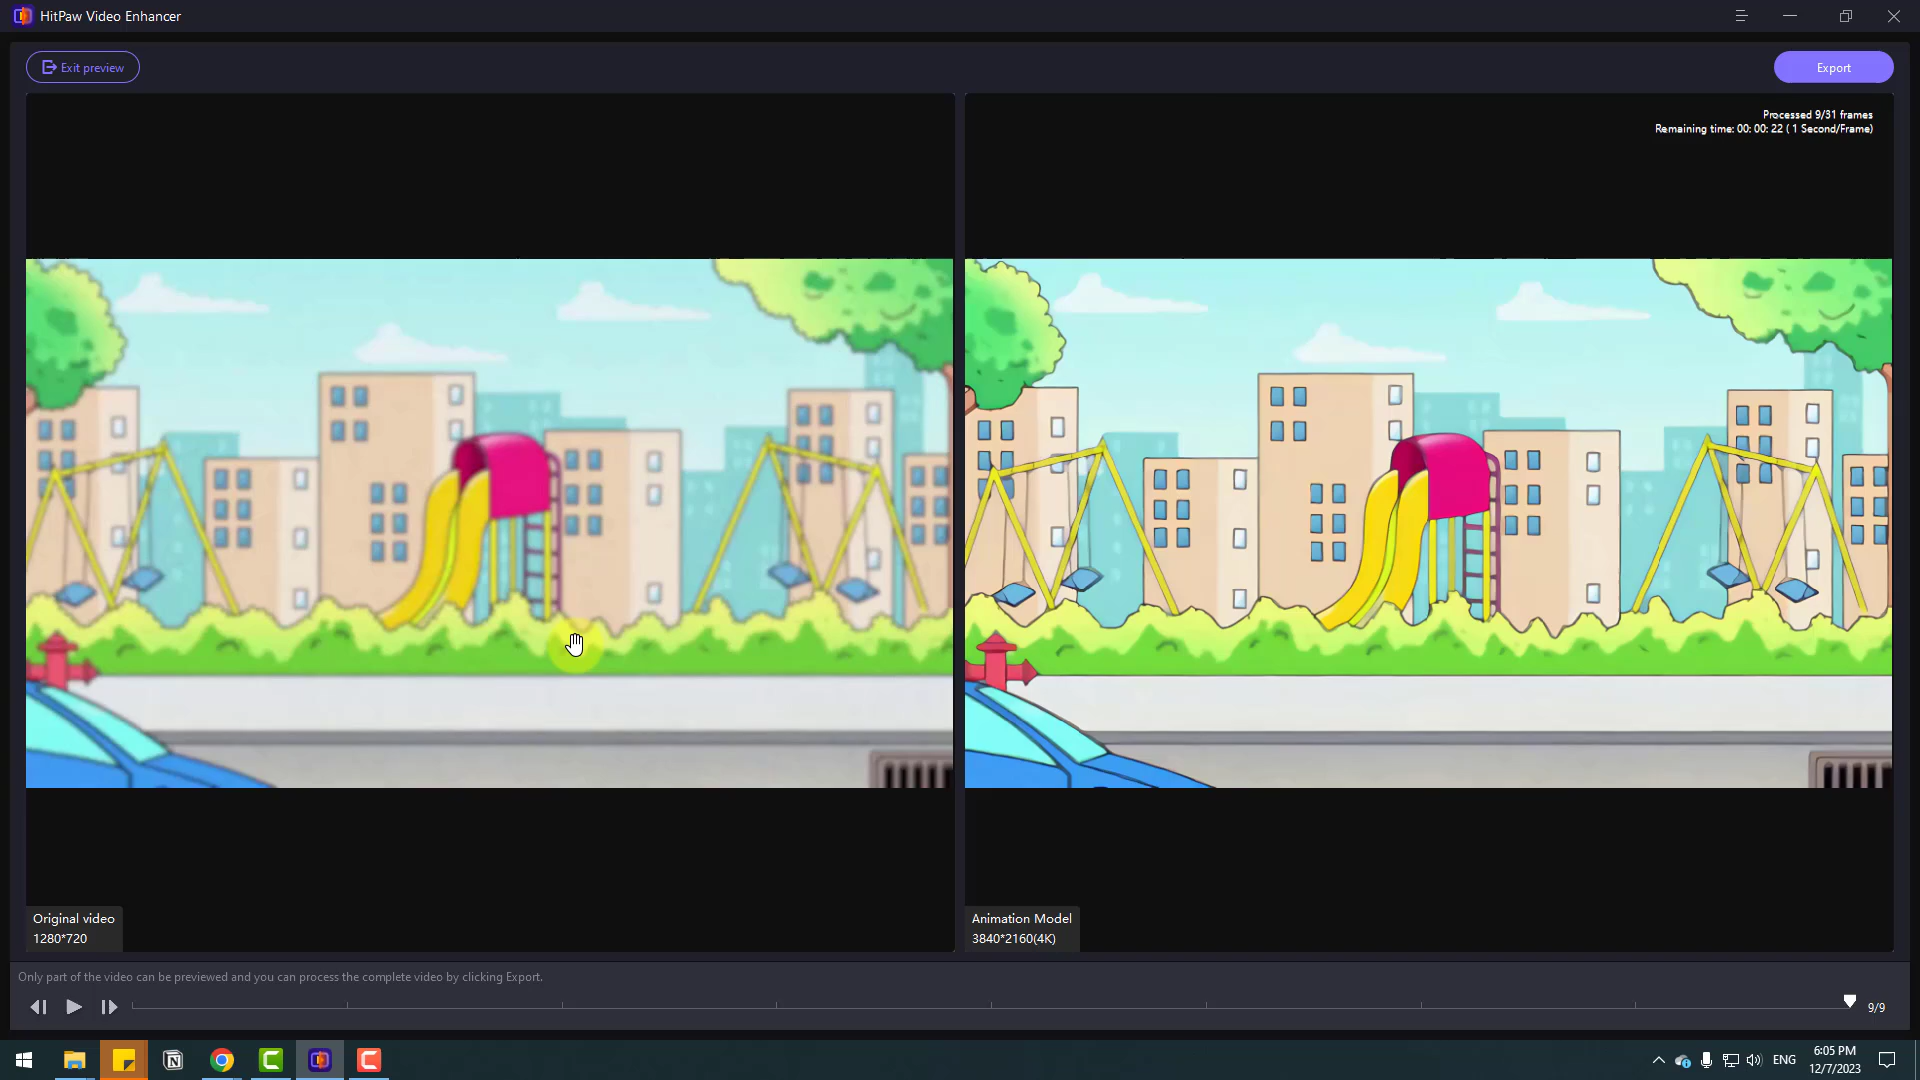 HitPaw Video Enhancer
Exit preview
Export
Processed 9/31 frames
Remaining time: 00: 00: 22 ( 1 Second/Frame)
Original video
1280*720
Animation Model
3840*2160(4K)
Only part of the video can be previewed and you can process the complete video by clicking Export.
9/9
ENG
6:05 PM
12/7/2023